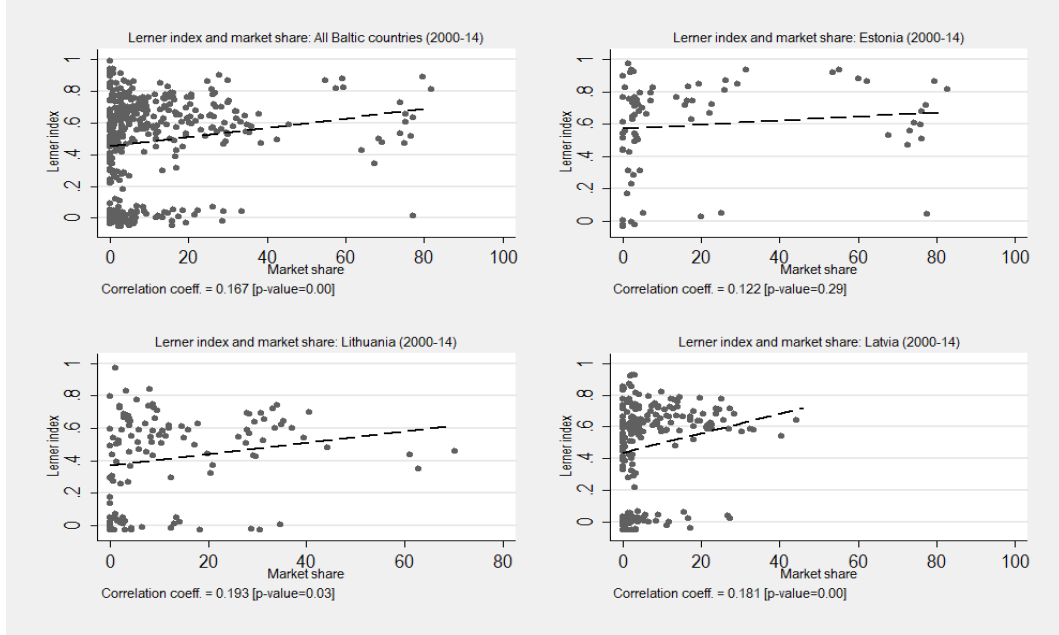 Lerner index and market share: All Baltic countries (2000-14)
Lerner index
1
.8
.6
.4
.2
0
0 20 40 60 80 100
Market share
Correlation coeff. = 0.167 [p-value=0.00]
Lerner index and market share: Estonia (2000-14)
Lerner index
1
.8
.6
.4
.2
0
0 20 40 60 80 100
Market share
Correlation coeff. = 0.122 [p-value=0.29]
Lerner index and market share: Lithuania (2000-14)
Lerner index
1
.8
.6
.4
.2
0
0 20 40 60 80
Market share
Correlation coeff. = 0.193 [p-value=0.03]
Lerner index and market share: Latvia (2000-14)
Lerner index
1
.8
.6
.4
.2
0
0 20 40 60 80 100
Market share
Correlation coeff. = 0.181 [p-value=0.00]